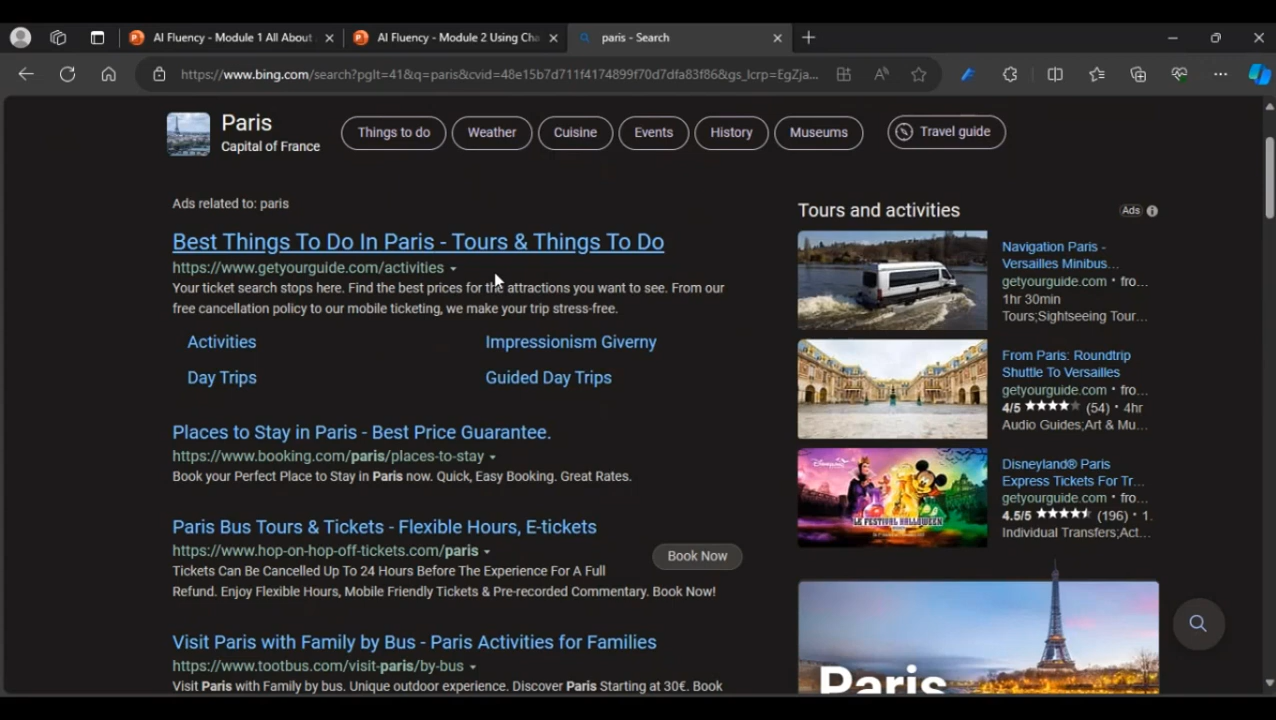 AI Fluency - Module 1 All About
AI Fluency - Module 2 Using Cha
paris - Search
https://www.bing.com/search?pglt=41&q=paris&cvid=48e15b7d711f4174899f70d7dfa83f86&gs_lcrp=EgZja...
Paris
Capital of France
Things to do
Weather
Cuisine
Events
History
Museums
Travel guide
Ads related to: paris
Best Things To Do In Paris - Tours & Things To Do
https://www.getyourguide.com/activities
Your ticket search stops here. Find the best prices for the attractions you want to see. From our
free cancellation policy to our mobile ticketing, we make your trip stress-free.
Activities
Impressionism Giverny
Day Trips
Guided Day Trips
Places to Stay in Paris - Best Price Guarantee.
https://www.booking.com/paris/places-to-stay
Book your Perfect Place to Stay in Paris now. Quick, Easy Booking. Great Rates.
Paris Bus Tours & Tickets - Flexible Hours, E-tickets
https://www.hop-on-hop-off-tickets.com/paris
Tickets Can Be Cancelled Up To 24 Hours Before The Experience For A Full
Refund. Enjoy Flexible Hours, Mobile Friendly Tickets & Pre-recorded Commentary. Book Now!
Book Now
Visit Paris with Family by Bus - Paris Activities for Families
https://www.tootbus.com/visit-paris/by-bus
Visit Paris with Family by bus. Unique outdoor experience. Discover Paris Starting at 30€. Book
Tours and activities
Ads
Navigation Paris -
Versailles Minibus...
getyourguide.com • fro...
1hr 30min
Tours;Sightseeing Tour...
From Paris: Roundtrip
Shuttle To Versailles
getyourguide.com • fro...
4/5 (54) • 4hr
Audio Guides;Art & Mu...
Disneyland® Paris
Express Tickets For Tr...
getyourguide.com • fro...
4.5/5 (196) • 1.
Individual Transfers;Act...
Disneyland
LE FESTIVAL HALLOWEEN
Paris